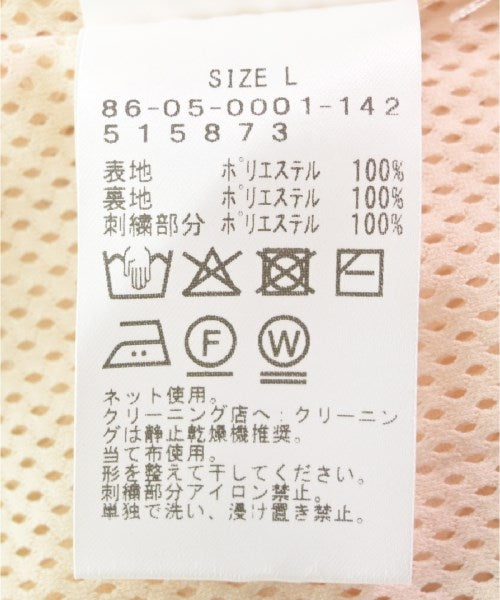 SIZE L
86-05-0001-142
515873
表地 ポリエステル 100%
裏地 ポリエステル 100%
刺繍部分 ポリエステル 100%
F W
ネット使用。
クリーニング店へ:クリーニン
グは静止乾燥機推奨。
当て布使用。
形を整えて干してください。
刺繍部分アイロン禁止。
単独で洗い、浸け置き禁止。